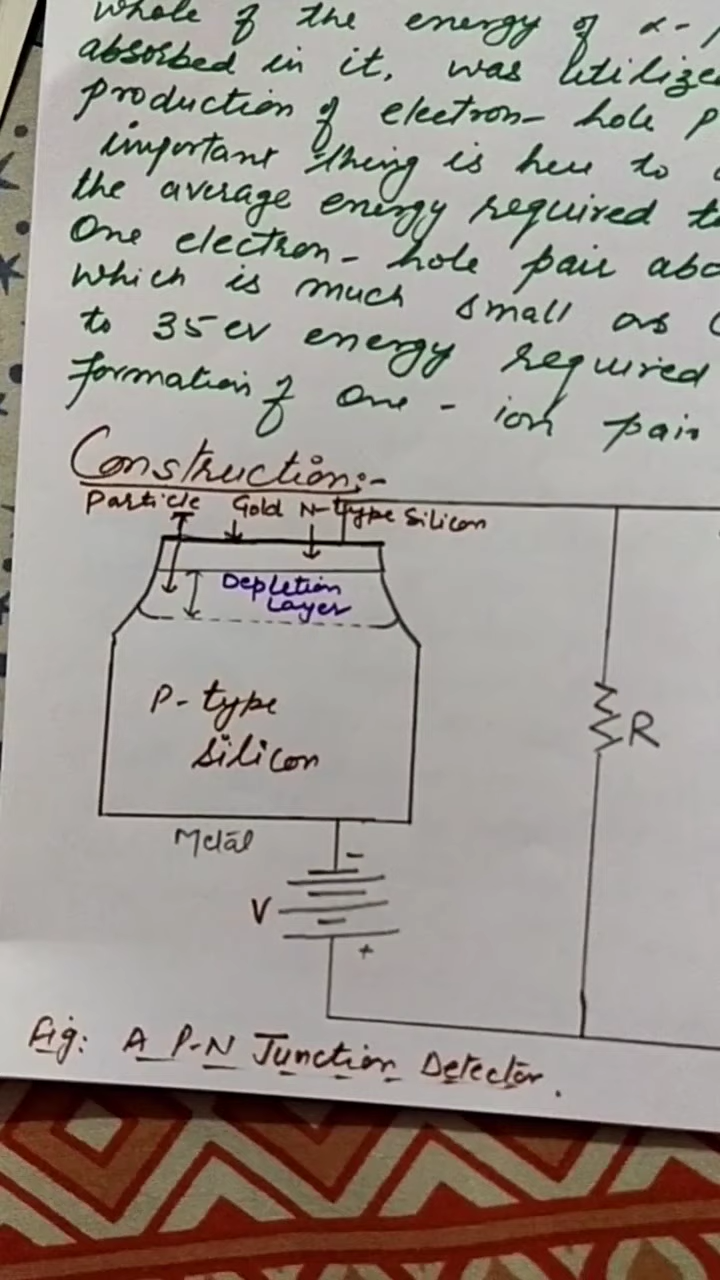 whole of the energy of α-
absorbed in it, was utilize
production of electron- hole p
important thing is here to
the average energy required t
One electron- hole pair abo
which is much small as c
to 35 ev energy required
formation of one - ion pair
Construction:-
Particle Gold N-type Silicon
Depletion
Layer
P-type
Silicon
R
Metal
-
V
+
Fig: A P-N Junction Detector.